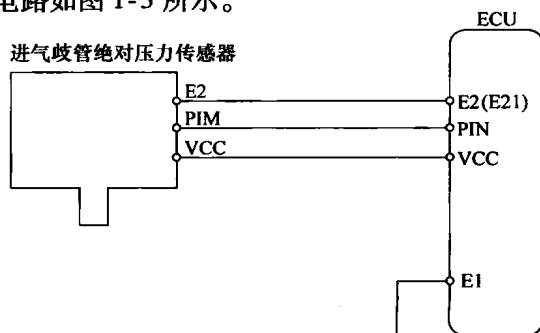 电路如图 1-5 所示。
ECU
进气歧管绝对压力传感器
E2
E2(E21)
PIM
PIN
VCC
VCC
E1